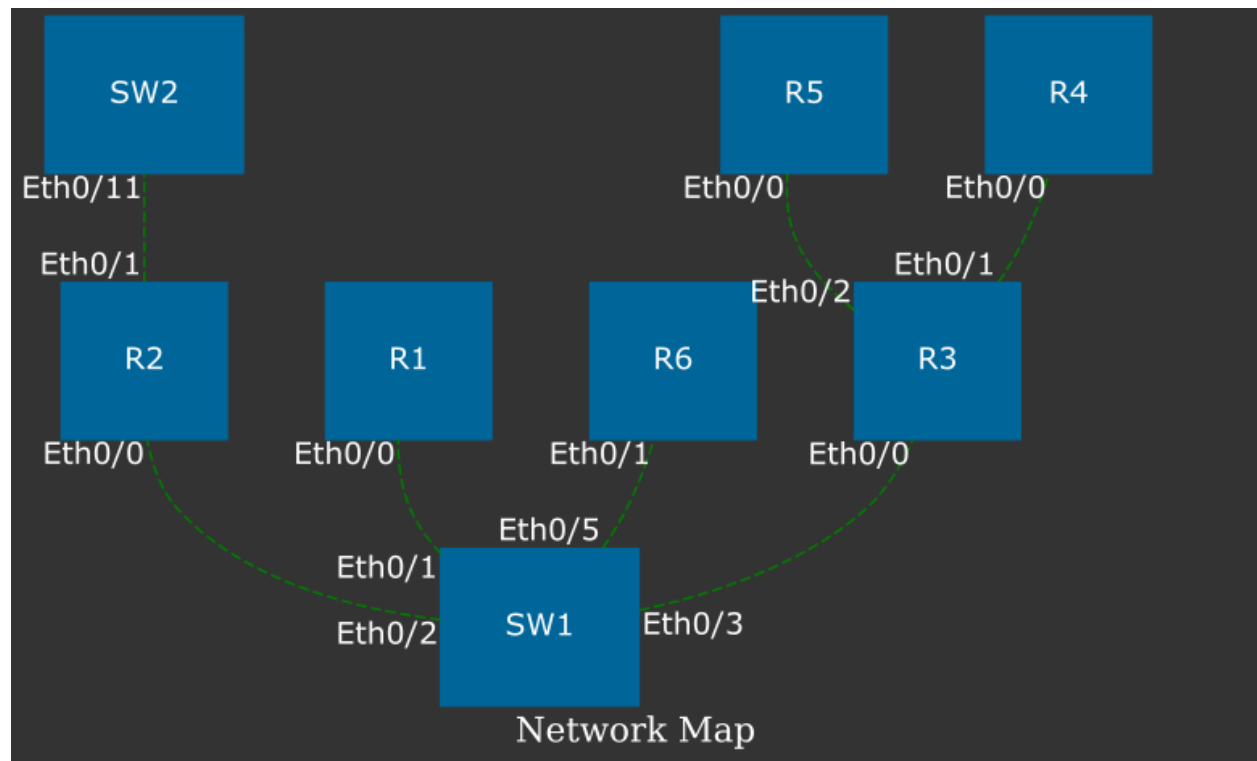 SW2
R5
R4
Eth0/11
Eth0/0
Eth0/0
Eth0/1
Eth0/1
Eth0/2
R2
R1
R6
R3
Eth0/0
Eth0/0
Eth0/1
Eth0/0
Eth0/5
Eth0/1
SW1
Eth0/3
Eth0/2
Network Map